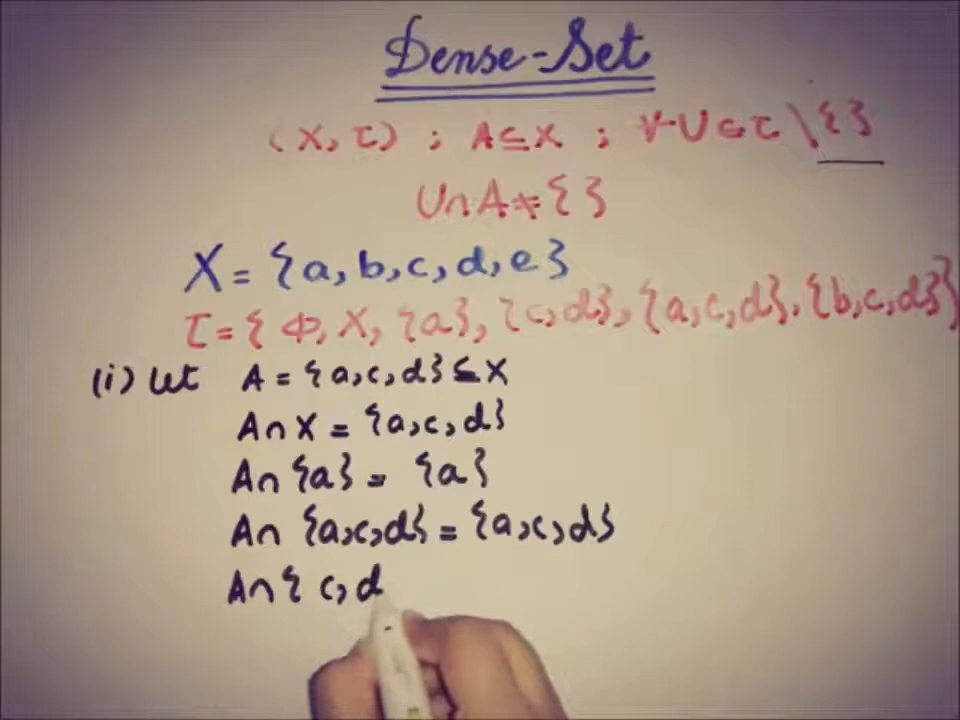 Dense-Set
(X, τ) ; A⊆X ; ∀ U∈τ \ { }
U∩A≠{ }
X = {a, b, c, d, e}
τ = { Φ, X, {a}, {c, d}, {a, c, d}, {b, c, d}}
(i) Let A = {a, c, d} ⊆ X
A∩X = {a, c, d}
A∩ {a} = {a}
A∩ {a, c, d} = {a, c, d}
A∩{ c, d